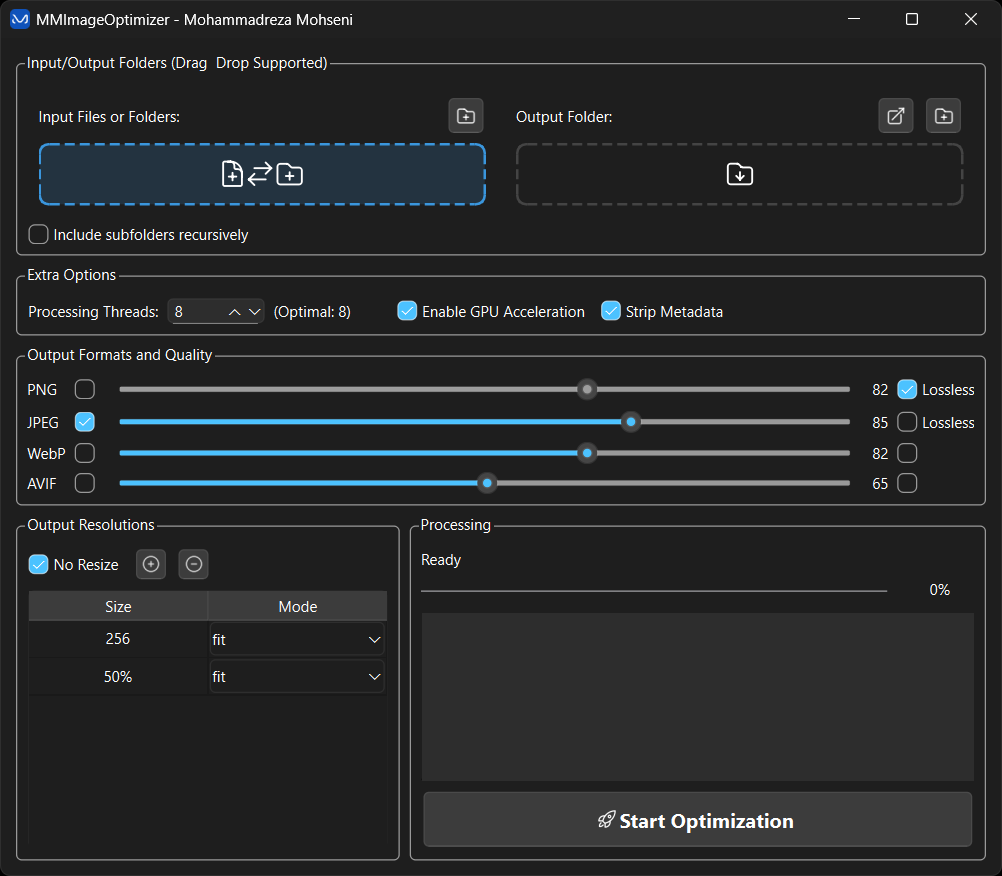 MMImageOptimizer - Mohammadreza Mohseni
Input/Output Folders (Drag  Drop Supported)
Input Files or Folders:
Output Folder:
Include subfolders recursively
Extra Options
Processing Threads: 8 (Optimal: 8) Enable GPU Acceleration Strip Metadata
Output Formats and Quality
PNG 82 Lossless
JPEG 85 Lossless
WebP 82
AVIF 65
Output Resolutions
No Resize
Size Mode
256 fit
50% fit
Processing
Ready
0%
Start Optimization